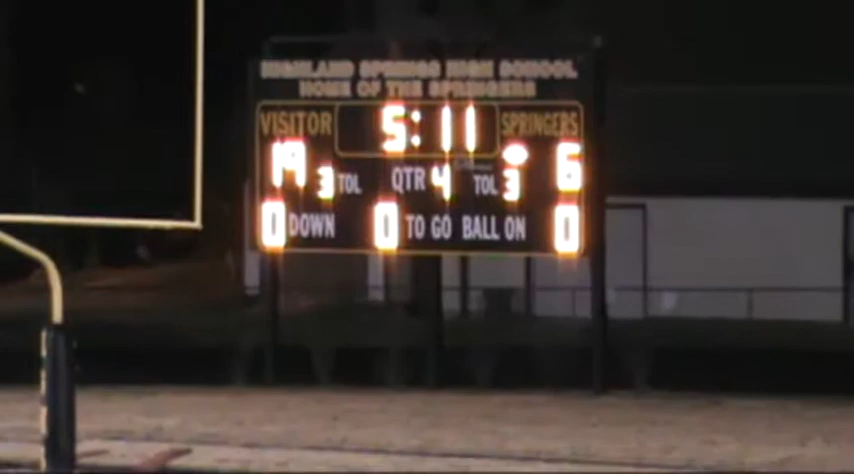 HIGHLAND SPRINGS HIGH SCHOOL
HOME OF THE SPRINGERS
VISITOR 5:11 SPRINGERS
19 3 TOL QTR 4 TOL 3 6
0 DOWN 0 TO GO BALL ON 0